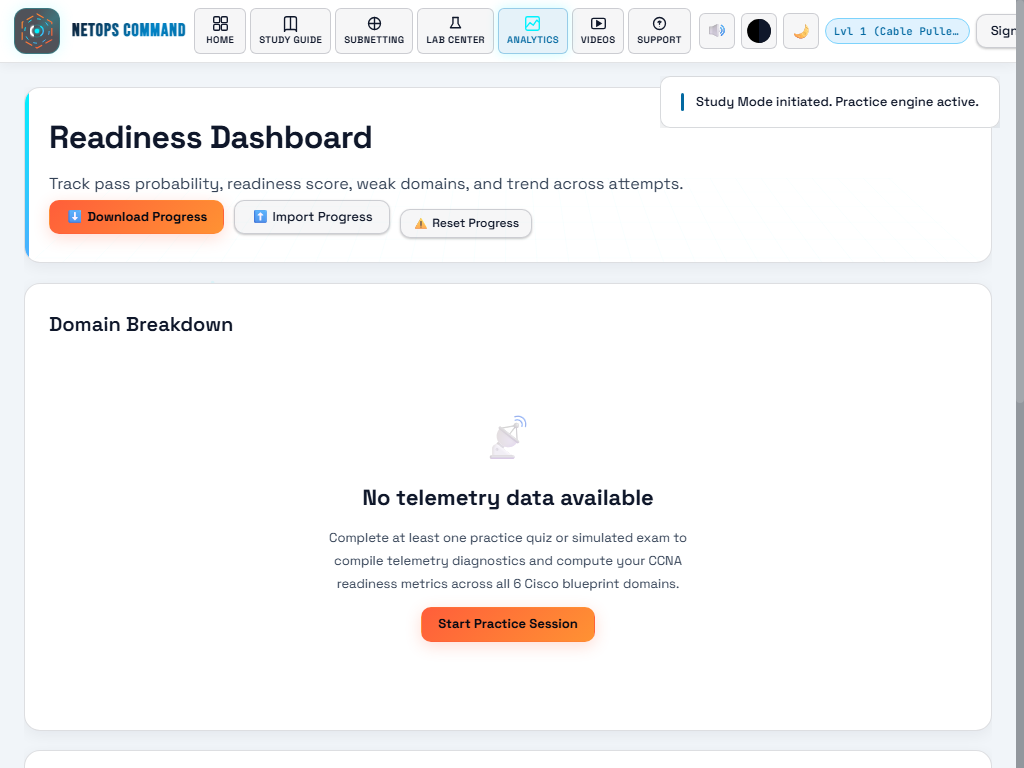 NETOPS COMMAND
HOME
STUDY GUIDE
SUBNETTING
LAB CENTER
ANALYTICS
VIDEOS
SUPPORT
Lvl 1 (Cable Pulle…
Sign
Study Mode initiated. Practice engine active.
Readiness Dashboard
Track pass probability, readiness score, weak domains, and trend across attempts.
Download Progress
Import Progress
Reset Progress
Domain Breakdown
No telemetry data available
Complete at least one practice quiz or simulated exam to
compile telemetry diagnostics and compute your CCNA
readiness metrics across all 6 Cisco blueprint domains.
Start Practice Session